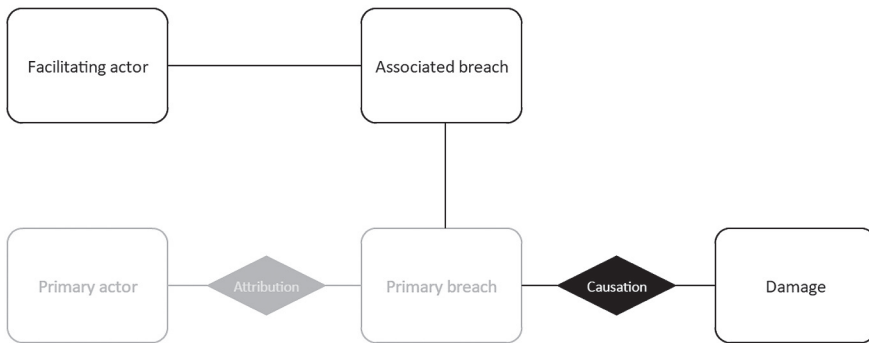 Facilitating actor
Associated breach
Primary actor
Attribution
Primary breach
Causation
Damage